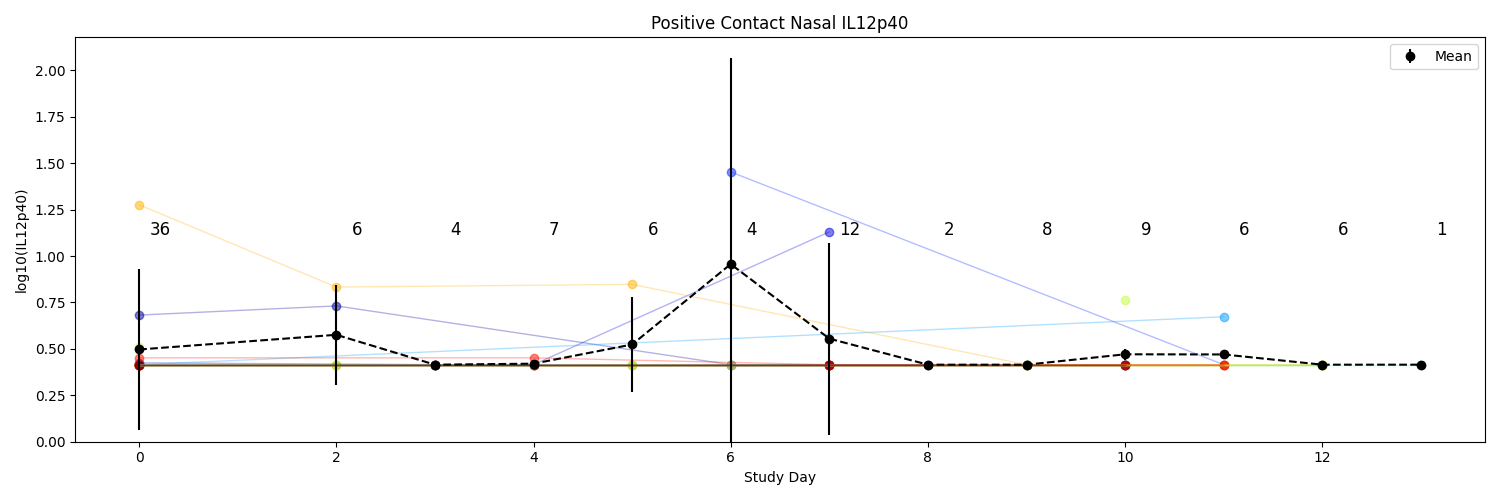 Positive Contact Nasal IL12p40
Mean
log10(IL12p40)
2.00
1.75
1.50
1.25
1.00
0.75
0.50
0.25
0.00
36 6 4 7 6 4 12 2 8 9 6 6 1
0 2 4 6 8 10 12
Study Day